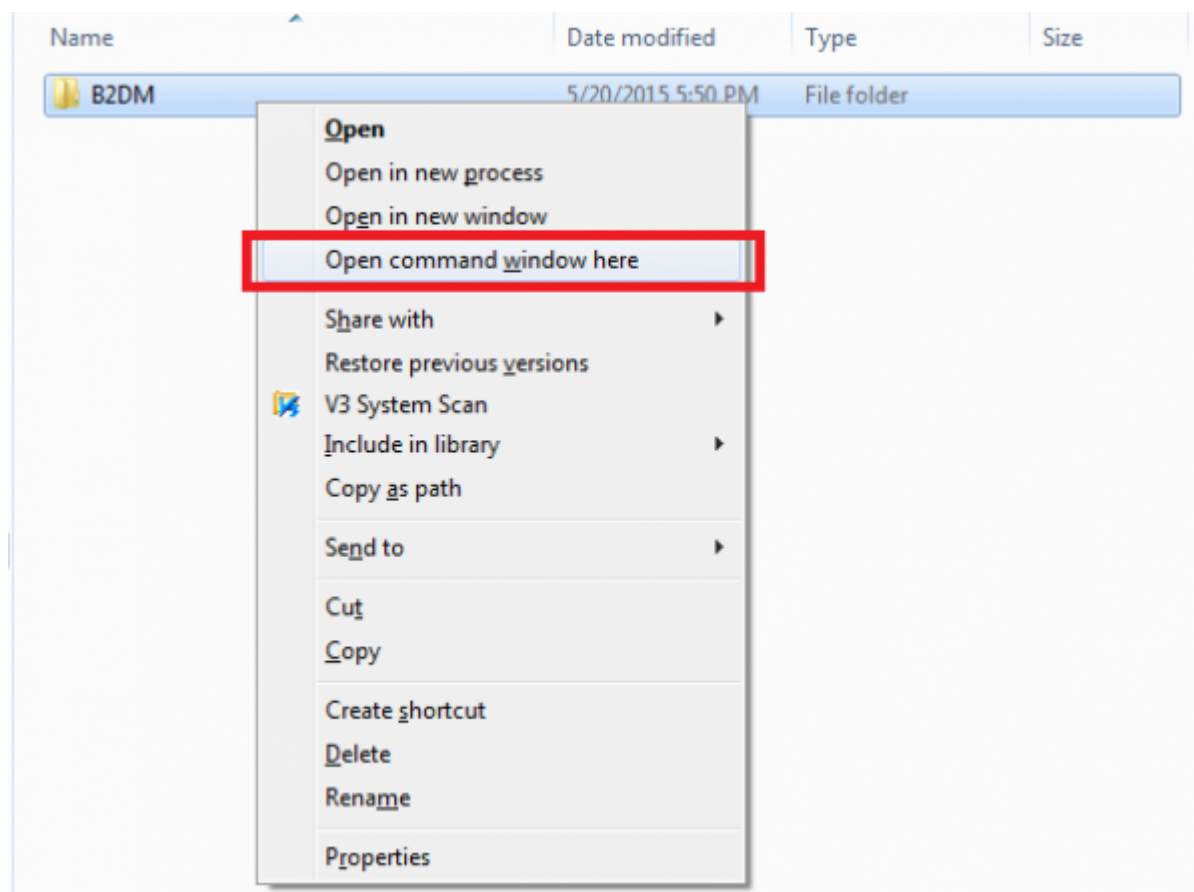 Name Date modified Type Size
B2DM 5/20/2015 5:50 PM File folder
Open
Open in new process
Open in new window
Open command window here
Share with
Restore previous versions
V3 System Scan
Include in library
Copy as path
Send to
Cut
Copy
Create shortcut
Delete
Rename
Properties